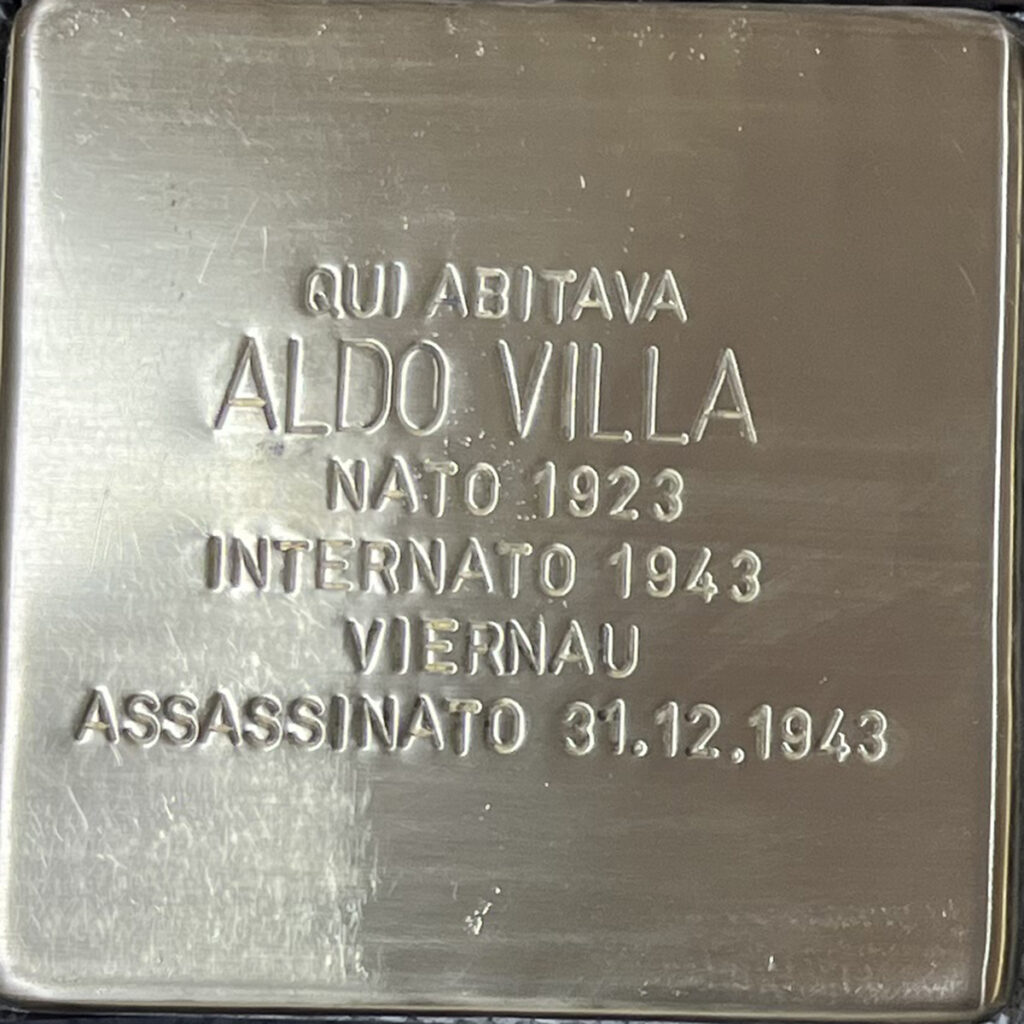 QUI ABITAVA
ALDO VILLA
NATO 1923
INTERNATO 1943
VIERNAU
ASSASSINATO 31.12.1943